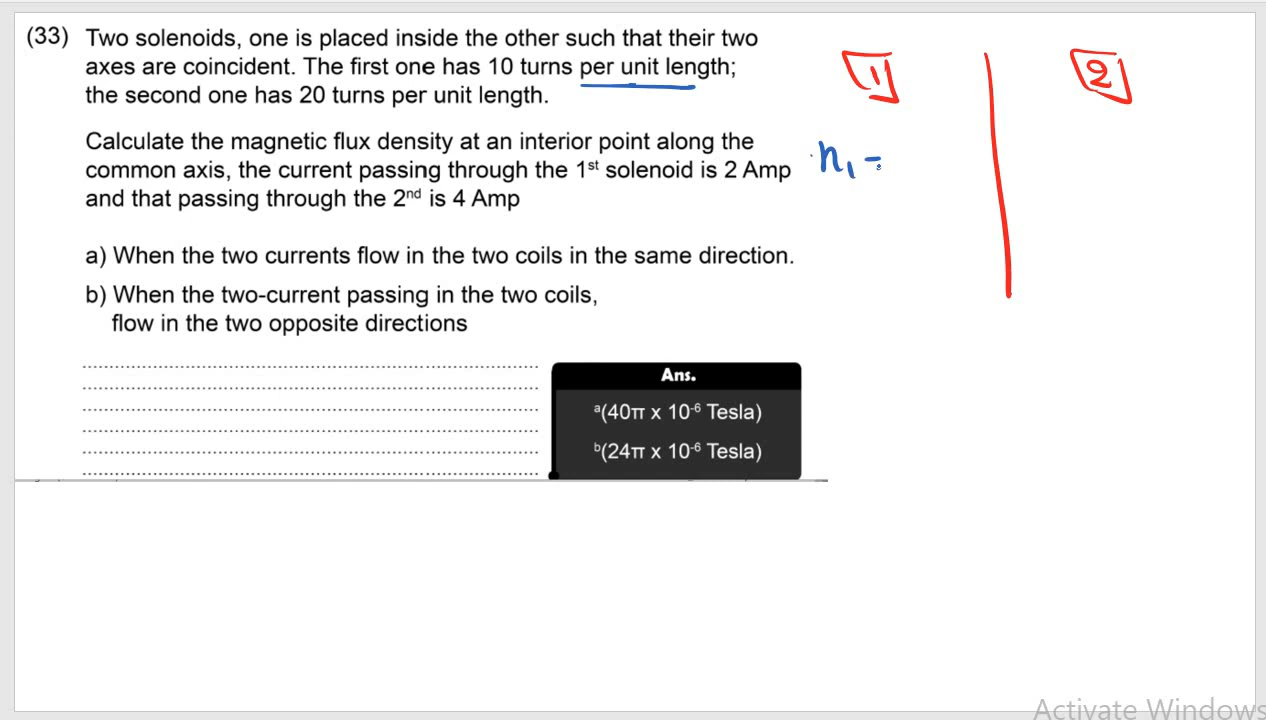 (33) Two solenoids, one is placed inside the other such that their two
axes are coincident. The first one has 10 turns per unit length;
the second one has 20 turns per unit length.
Calculate the magnetic flux density at an interior point along the
common axis, the current passing through the 1st solenoid is 2 Amp
and that passing through the 2nd is 4 Amp
a) When the two currents flow in the two coils in the same direction.
b) When the two-current passing in the two coils,
flow in the two opposite directions
Ans.
a(40π x 10-6 Tesla)
b(24π x 10-6 Tesla)
1
2
n1 =
Activate Windows